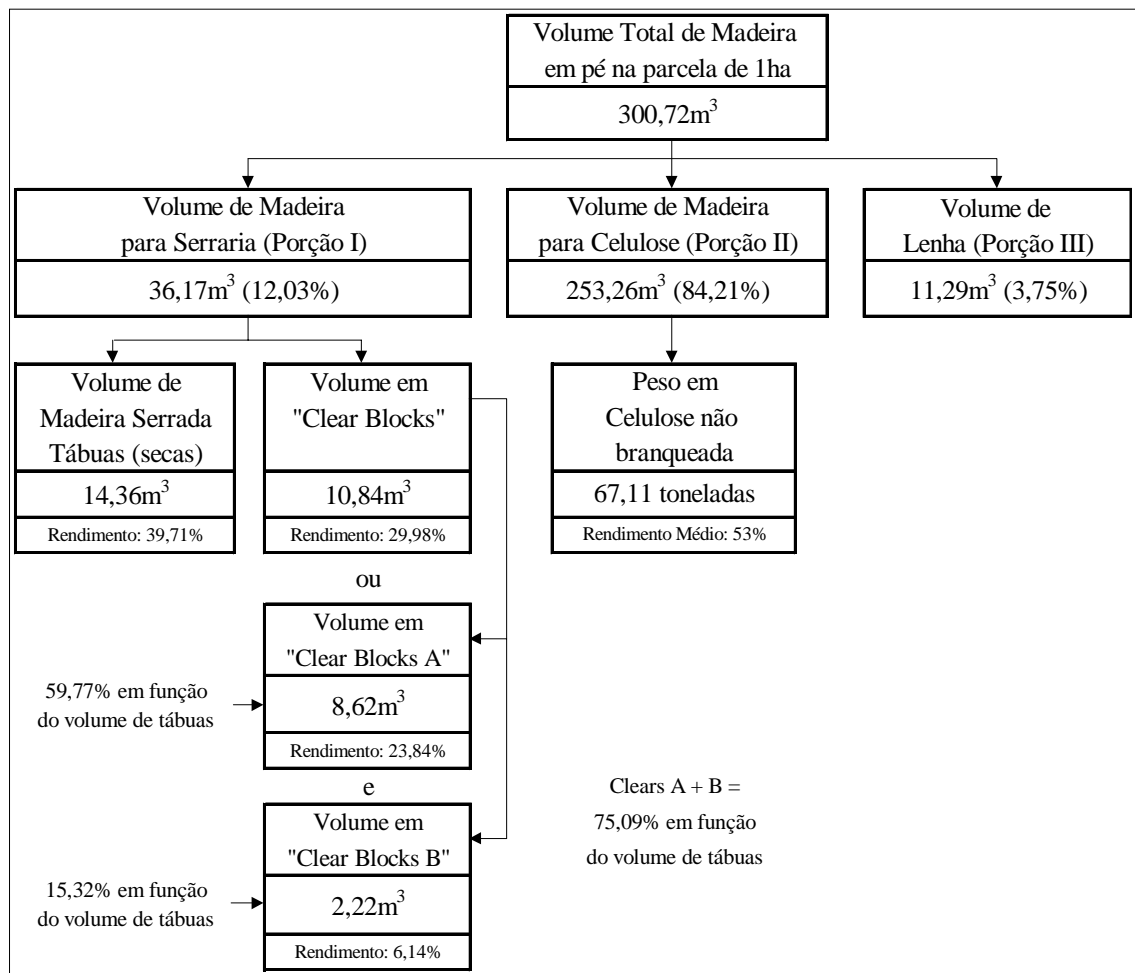 Volume Total de Madeira
em pé na parcela de 1ha
300,72m³
Volume de Madeira
para Serraria (Porção I)
36,17m³ (12,03%)
Volume de Madeira
para Celulose (Porção II)
253,26m³ (84,21%)
Volume de
Lenha (Porção III)
11,29m³ (3,75%)
Volume de
Madeira Serrada
Tábuas (secas)
14,36m³
Rendimento: 39,71%
Volume em
"Clear Blocks"
10,84m³
Rendimento: 29,98%
Peso em
Celulose não
branqueada
67,11 toneladas
Rendimento Médio: 53%
ou
Volume em
"Clear Blocks A"
8,62m³
Rendimento: 23,84%
59,77% em função
do volume de tábuas
e
Clears A + B =
75,09% em função
do volume de tábuas
Volume em
"Clear Blocks B"
2,22m³
Rendimento: 6,14%
15,32% em função
do volume de tábuas